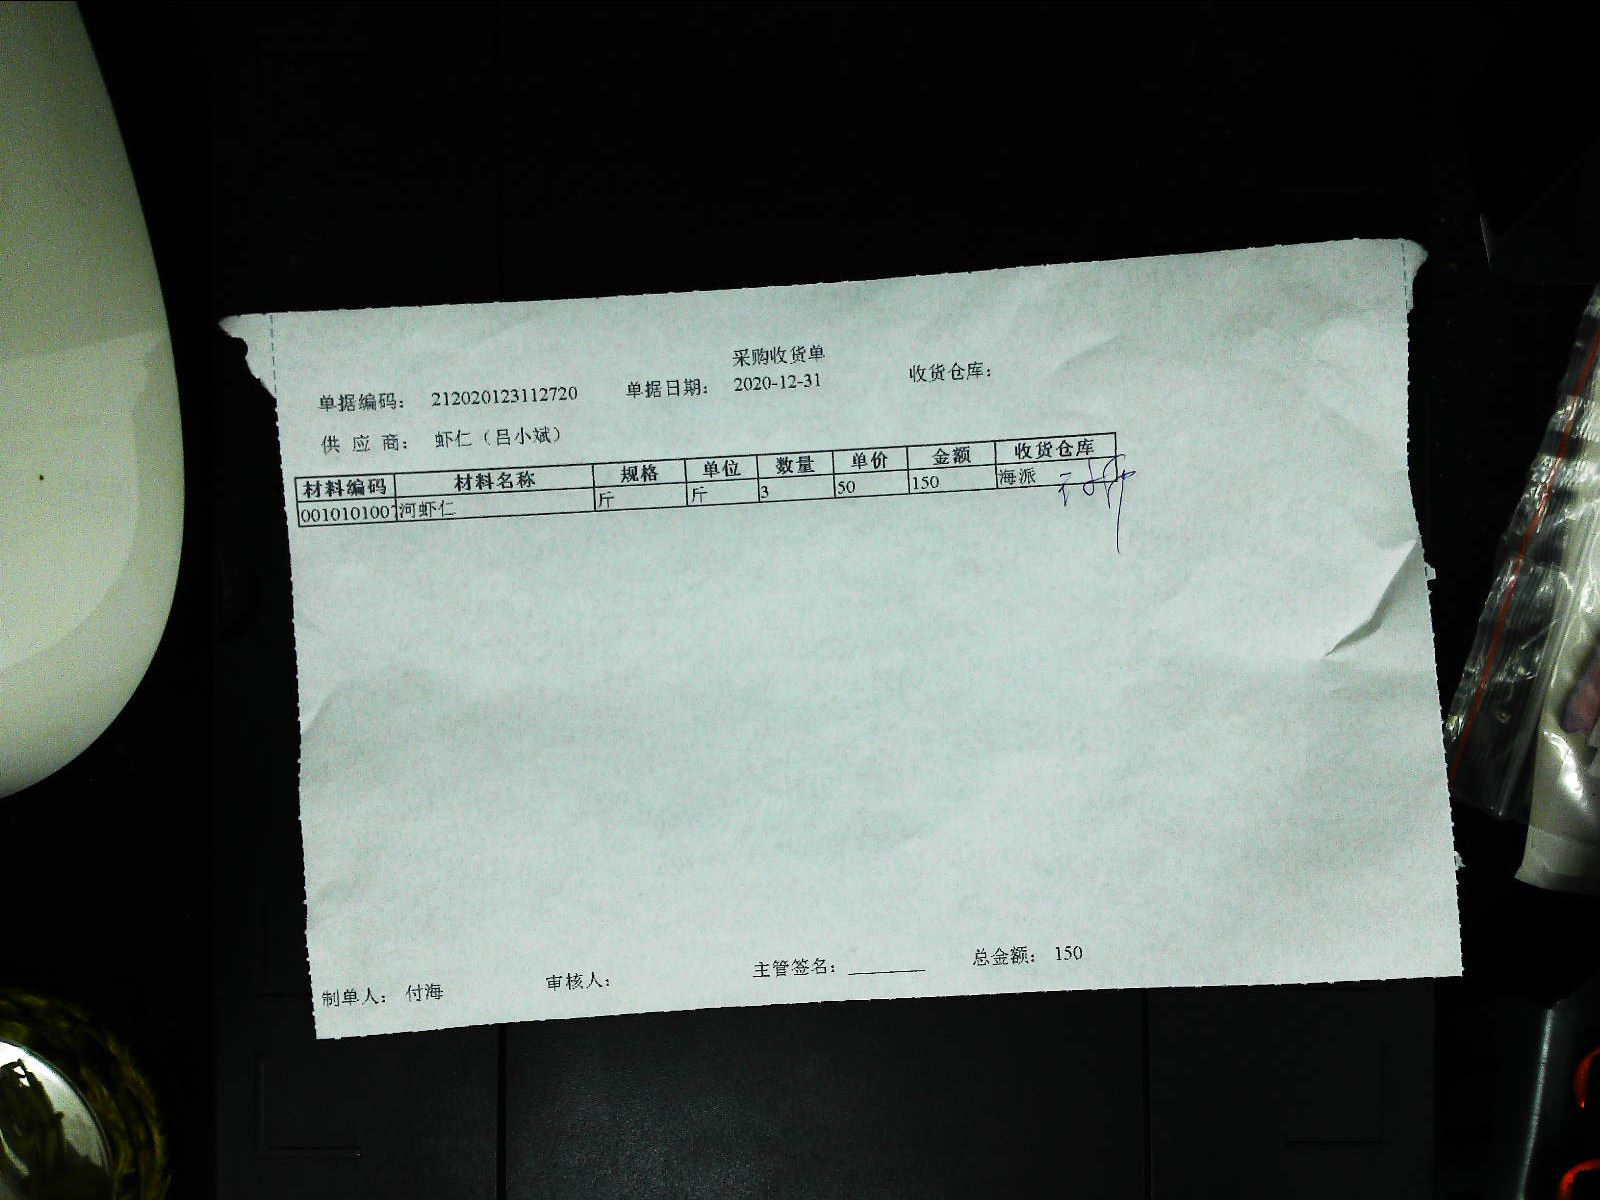 采购收货单
单据编码： 212020123112720 单据日期： 2020-12-31 收货仓库：
供 应 商： 虾仁（吕小斌）
材料编码 材料名称 规格 单位 数量 单价 金额 收货仓库
0010101007 河虾仁 斤 斤 3 50 150 海派
制单人： 付海 审核人： 主管签名： 总金额： 150